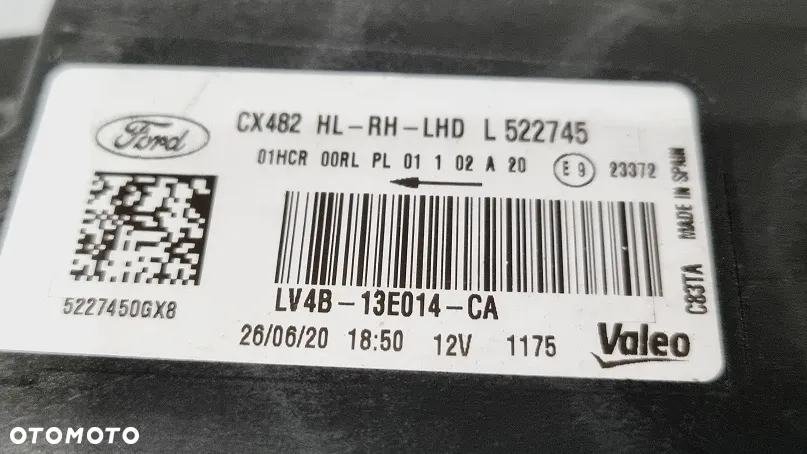 Ford
CX482 HL-RH-LHD L 522745
01HCR 00RL PL 01 1 02 A 20 E 9 23372
LV4B-13E014-CA
5227450GX8
26/06/20 18:50 12V 1175 Valeo
C83TA MADE IN SPAIN
OTOMOTO